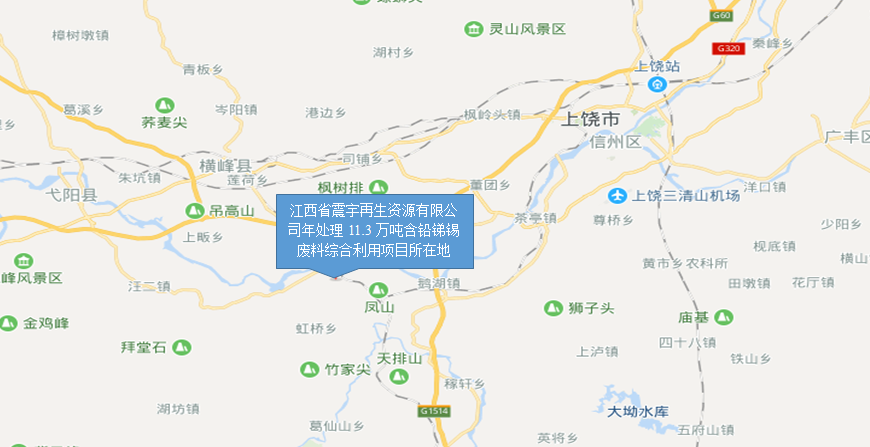 G60
樟树墩镇
灵山风景区
G320
秦峰乡
湖村乡
青板乡
上饶站
葛溪乡
岑阳镇
港边乡
枫岭头镇
上饶市
荞麦尖
信州区
广丰区
横峰县
司铺乡
朱坑镇
莲荷乡
枫树排
董团乡
弋阳县
上饶三清山机场
洋口镇
吊高山
江西省震宇再生资源有限公
司年处理 11.3 万吨含铅锑锡
废料综合利用项目所在地
茶亭镇
尊桥乡
少阳乡
上畈乡
枧底镇
横山
黄市乡
农科所
峰风景区
汪二镇
鹅湖镇
田墩镇
花厅镇
凤山
狮子头
庙基
金鸡峰
虹桥乡
四十八镇
拜堂石
天排山
上泸镇
铁山乡
竹家尖
稼轩乡
湖坊镇
G1514
大坳水库
葛仙山乡
五府山镇
英将乡